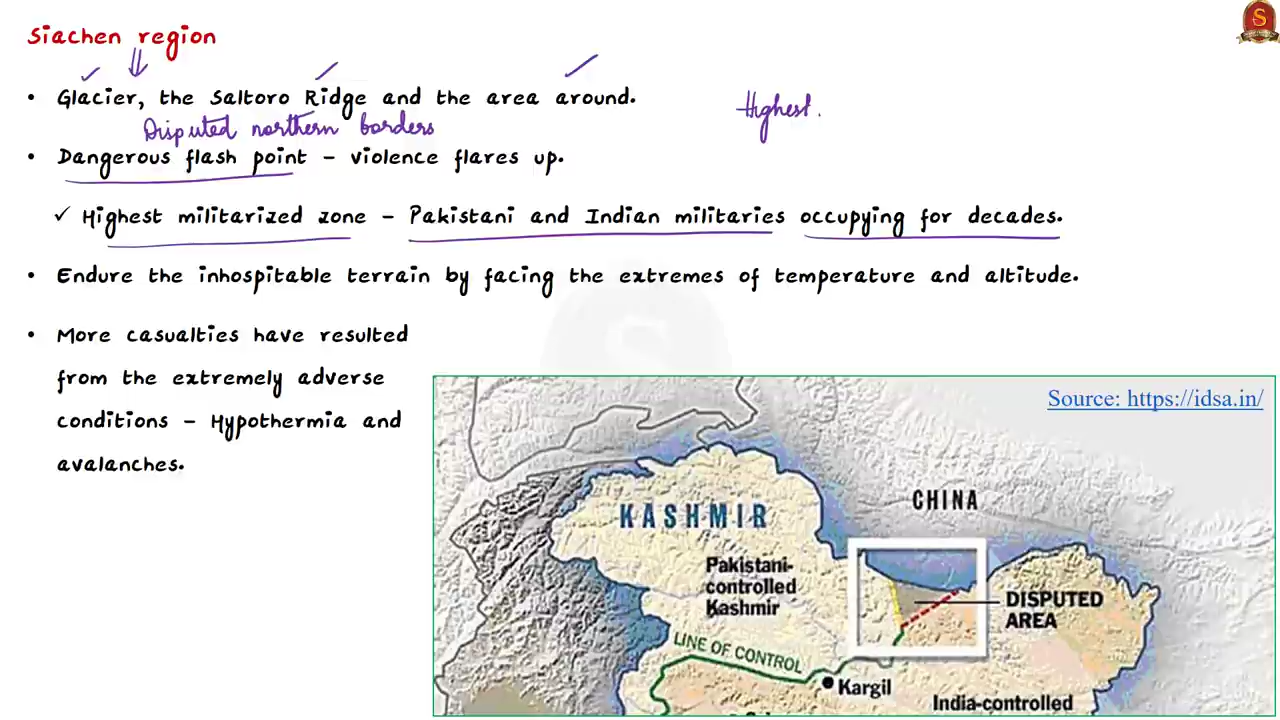 Siachen region
• Glacier, the Saltoro Ridge and the area around.
Highest.
Disputed northern borders
• Dangerous flash point – violence flares up.
✓ Highest militarized zone – Pakistani and Indian militaries occupying for decades.
• Endure the inhospitable terrain by facing the extremes of temperature and altitude.
• More casualties have resulted
from the extremely adverse
conditions – Hypothermia and
avalanches.
Source: https://idsa.in/
KASHMIR
CHINA
Pakistani-
controlled
Kashmir
DISPUTED
AREA
LINE OF CONTROL
Kargil
India-controlled
S
S